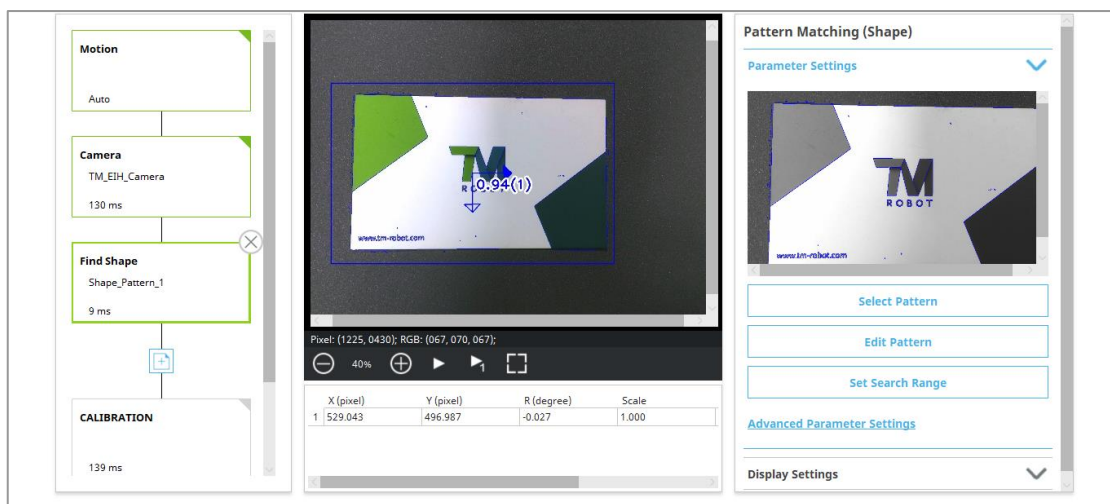 Motion
Auto
Camera
TM_EIH_Camera
130 ms
Find Shape
Shape_Pattern_1
9 ms
CALIBRATION
139 ms
TM
ROBOT
0.94(1)
www.tm-robot.com
Pixel: (1225, 0430); RGB: (067, 070, 067);
40%
1
X (pixel) Y (pixel) R (degree) Scale
1 529.043 496.987 -0.027 1.000
Pattern Matching (Shape)
Parameter Settings
TM
ROBOT
www.tm-robot.com
Select Pattern
Edit Pattern
Set Search Range
Advanced Parameter Settings
Display Settings